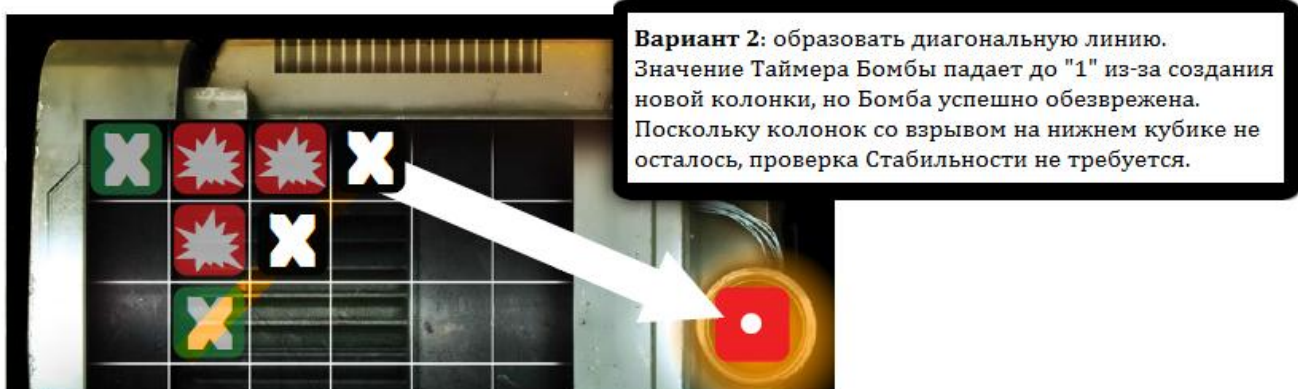 Вариант 2: образовать диагональную линию.
Значение Таймера Бомбы падает до "1" из-за создания
новой колонки, но Бомба успешно обезврежена.
Поскольку колонок со взрывом на нижнем кубике не
осталось, проверка Стабильности не требуется.